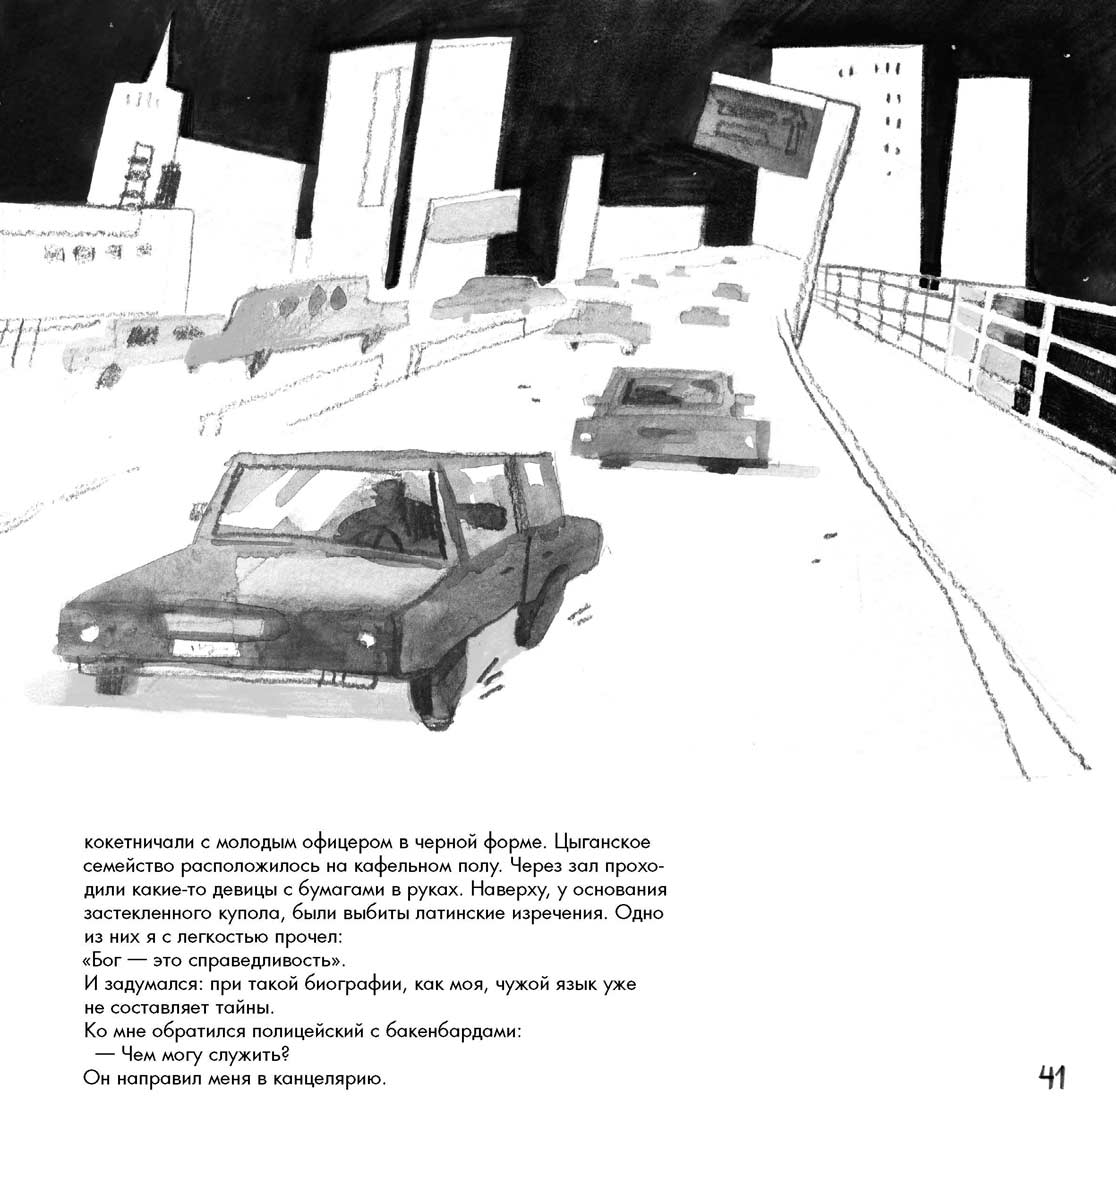 кокетничали с молодым офицером в черной форме. Цыганское
семейство расположилось на кафельном полу. Через зал прохо-
дили какие-то девицы с бумагами в руках. Наверху, у основания
застекленного купола, были выбиты латинские изречения. Одно
из них я с легкостью прочел:
«Бог — это справедливость».
И задумался: при такой биографии, как моя, чужой язык уже
не составляет тайны.
Ко мне обратился полицейский с бакенбардами:
— Чем могу служить?
Он направил меня в канцелярию.
41